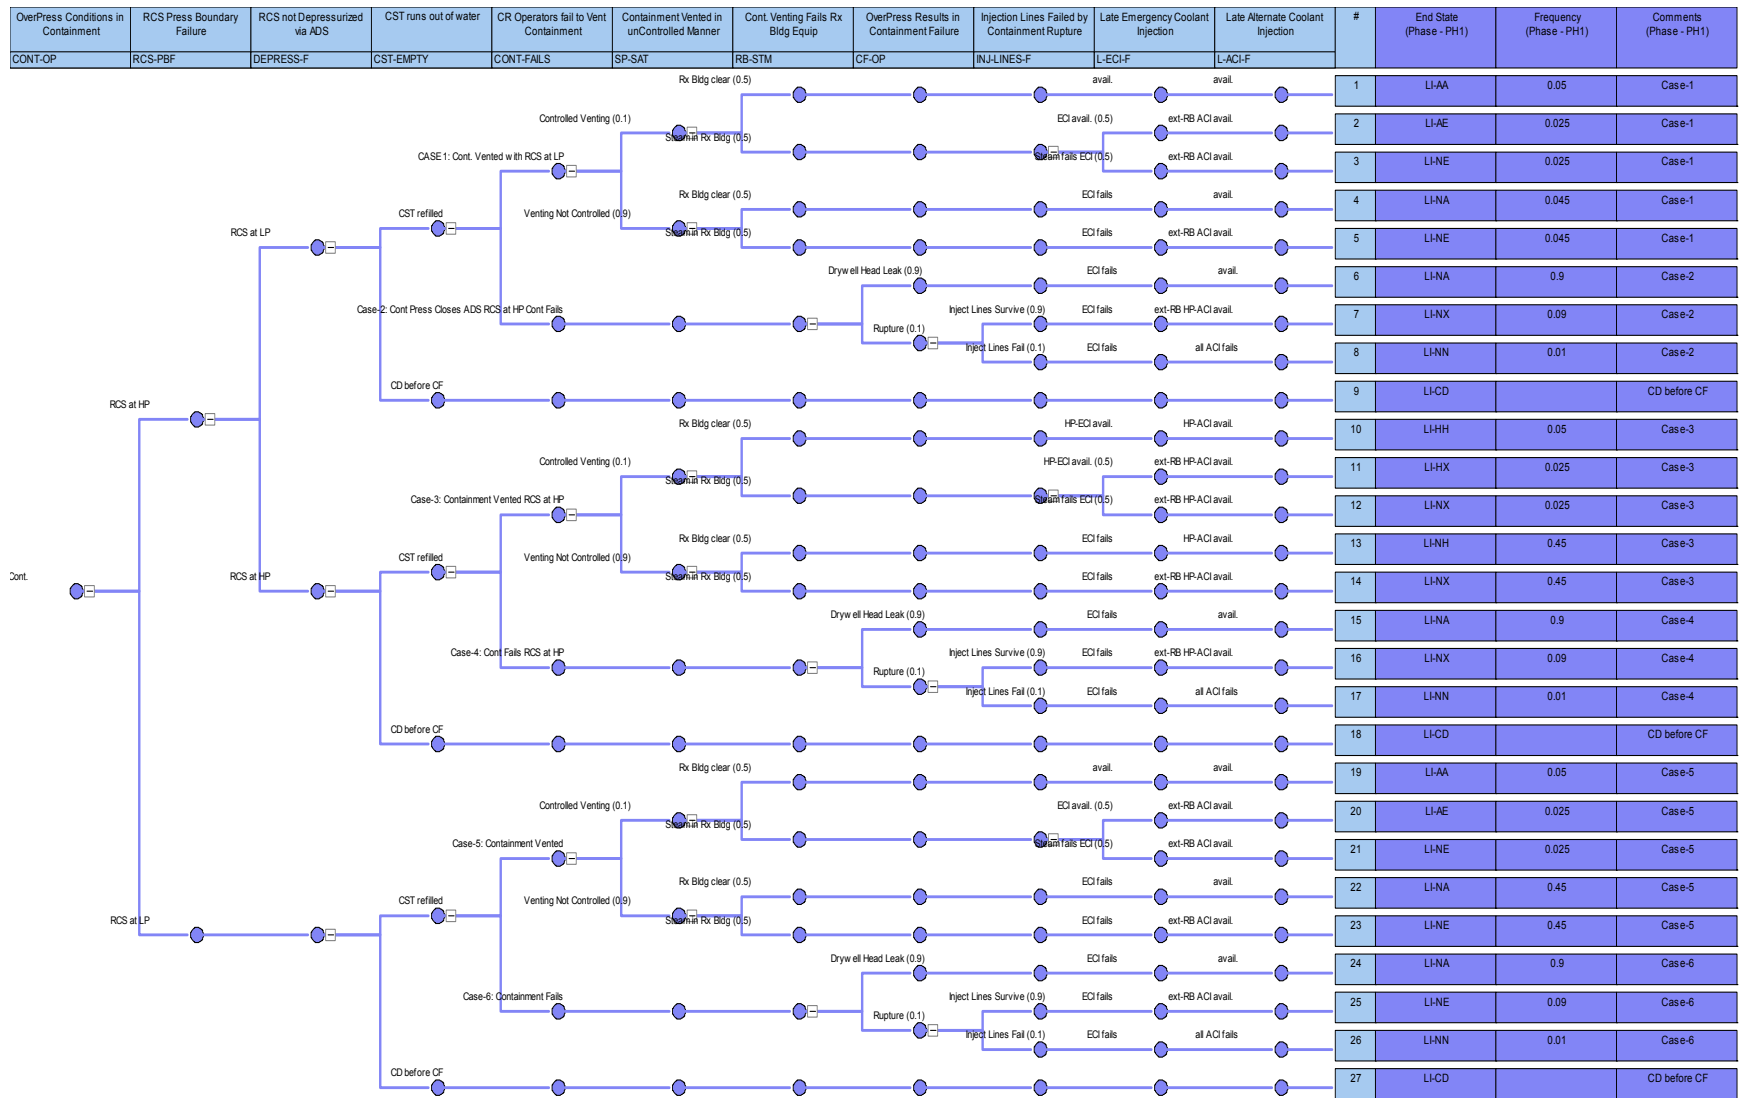 OverPress Conditions in
Containment
RCS Press Boundary
Failure
RCS not Depressurized
via ADS
CST runs out of water
CR Operators fail to Vent
Containment
Containment Vented in
unControlled Manner
Cont. Venting Fails Rx
Bldg Equip
OverPress Results in
Containment Failure
Injection Lines Failed by
Containment Rupture
Late Emergency Coolant
Injection
Late Alternate Coolant
Injection
#
End State
(Phase - PH1)
Frequency
(Phase - PH1)
Comments
(Phase - PH1)
CONT-OP
RCS-PBF
DEPRESS-F
CST-EMPTY
CONT-FAILS
SP-SAT
RB-STM
CF-OP
INJ-LINES-F
L-ECI-F
L-ACI-F
Rx Bldg clear (0.5)
avail.
avail.
1
LI-AA
0.05
Case-1
Controlled Venting (0.1)
Steam in Rx Bldg (0.5)
ECI avail. (0.5)
ext-RB ACI avail.
2
LI-AE
0.025
Case-1
CASE 1: Cont. Vented with RCS at LP
Steam fails ECI (0.5)
ext-RB ACI avail.
3
LI-NE
0.025
Case-1
Rx Bldg clear (0.5)
ECI fails
avail.
4
LI-NA
0.045
Case-1
CST refilled
Venting Not Controlled (0.9)
Steam in Rx Bldg (0.5)
ECI fails
ext-RB ACI avail.
5
LI-NE
0.045
Case-1
RCS at LP
Drywell Head Leak (0.9)
ECI fails
avail.
6
LI-NA
0.9
Case-2
Case-2: Cont Press Closes ADS RCS at HP Cont Fails
Rupture (0.1)
Inject Lines Survive (0.9)
ECI fails
ext-RB HP-ACI avail.
7
LI-NX
0.09
Case-2
Inject Lines Fail (0.1)
ECI fails
all ACI fails
8
LI-NN
0.01
Case-2
CD before CF
9
LI-CD
CD before CF
RCS at HP
Rx Bldg clear (0.5)
HP-ECI avail.
HP-ACI avail.
10
LI-HH
0.05
Case-3
Controlled Venting (0.1)
Steam in Rx Bldg (0.5)
HP-ECI avail. (0.5)
ext-RB HP-ACI avail.
11
LI-HX
0.025
Case-3
Case-3: Containment Vented RCS at HP
Steam fails ECI (0.5)
ext-RB HP-ACI avail.
12
LI-NX
0.025
Case-3
Rx Bldg clear (0.5)
ECI fails
HP-ACI avail.
13
LI-NH
0.45
Case-3
CST refilled
Venting Not Controlled (0.9)
Steam in Rx Bldg (0.5)
ECI fails
ext-RB HP-ACI avail.
14
LI-NX
0.45
Case-3
Cont.
RCS at HP
Drywell Head Leak (0.9)
ECI fails
avail.
15
LI-NA
0.9
Case-4
Case-4: Cont Fails RCS at HP
Rupture (0.1)
Inject Lines Survive (0.9)
ECI fails
ext-RB HP-ACI avail.
16
LI-NX
0.09
Case-4
Inject Lines Fail (0.1)
ECI fails
all ACI fails
17
LI-NN
0.01
Case-4
CD before CF
18
LI-CD
CD before CF
Rx Bldg clear (0.5)
avail.
avail.
19
LI-AA
0.05
Case-5
Controlled Venting (0.1)
Steam in Rx Bldg (0.5)
ECI avail. (0.5)
ext-RB ACI avail.
20
LI-AE
0.025
Case-5
Case-5: Containment Vented
Steam fails ECI (0.5)
ext-RB ACI avail.
21
LI-NE
0.025
Case-5
Rx Bldg clear (0.5)
ECI fails
avail.
22
LI-NA
0.45
Case-5
CST refilled
Venting Not Controlled (0.9)
Steam in Rx Bldg (0.5)
ECI fails
ext-RB ACI avail.
23
LI-NE
0.45
Case-5
RCS at LP
Drywell Head Leak (0.9)
ECI fails
avail.
24
LI-NA
0.9
Case-6
Case-6: Containment Fails
Rupture (0.1)
Inject Lines Survive (0.9)
ECI fails
ext-RB ACI avail.
25
LI-NE
0.09
Case-6
Inject Lines Fail (0.1)
ECI fails
all ACI fails
26
LI-NN
0.01
Case-6
CD before CF
27
LI-CD
CD before CF